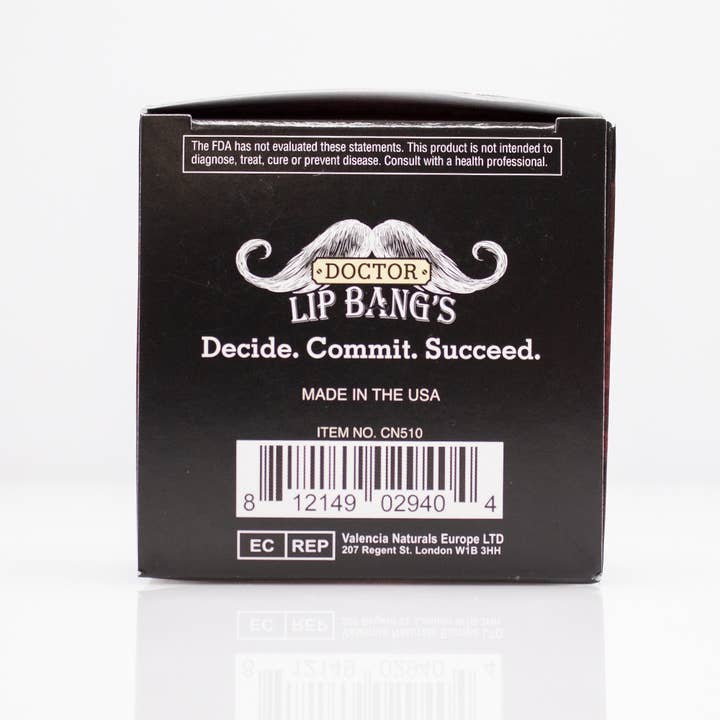 The FDA has not evaluated these statements. This product is not intended to
diagnose, treat, cure or prevent disease. Consult with a health professional.
DOCTOR
LIP BANG'S
Decide. Commit. Succeed.
MADE IN THE USA
ITEM NO. CN510
8 12149 02940 4
EC REP
Valencia Naturals Europe LTD
207 Regent St. London W1B 3HH